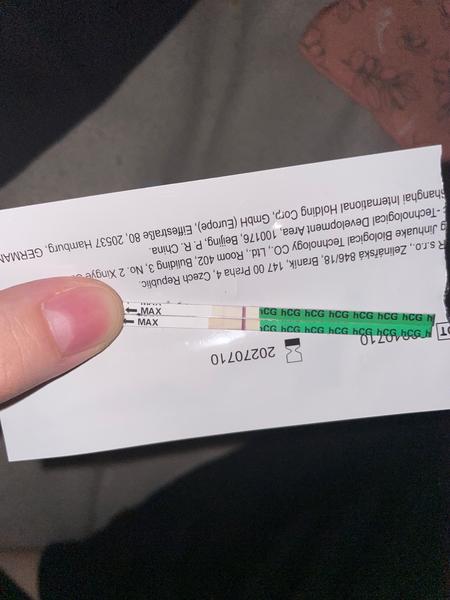 MAX
MAX
hCG hCG hCG hCG hCG hCG
hCG hCG hCG hCG hCG hCG
20270710
s.r.o., Zelinářská 846/18, Braník, 147 00 Praha 4, Czech Republic.
Jinhuake Biological Technology CO., Ltd., Room 402, Building 3, No. 2 Xingye
-Technological Development Area, 100176, Beijing, P. R. China.
Shanghai International Holding Corp. GmbH (Europe), Eiffestraße 80, 20537 Hamburg, GERMAN